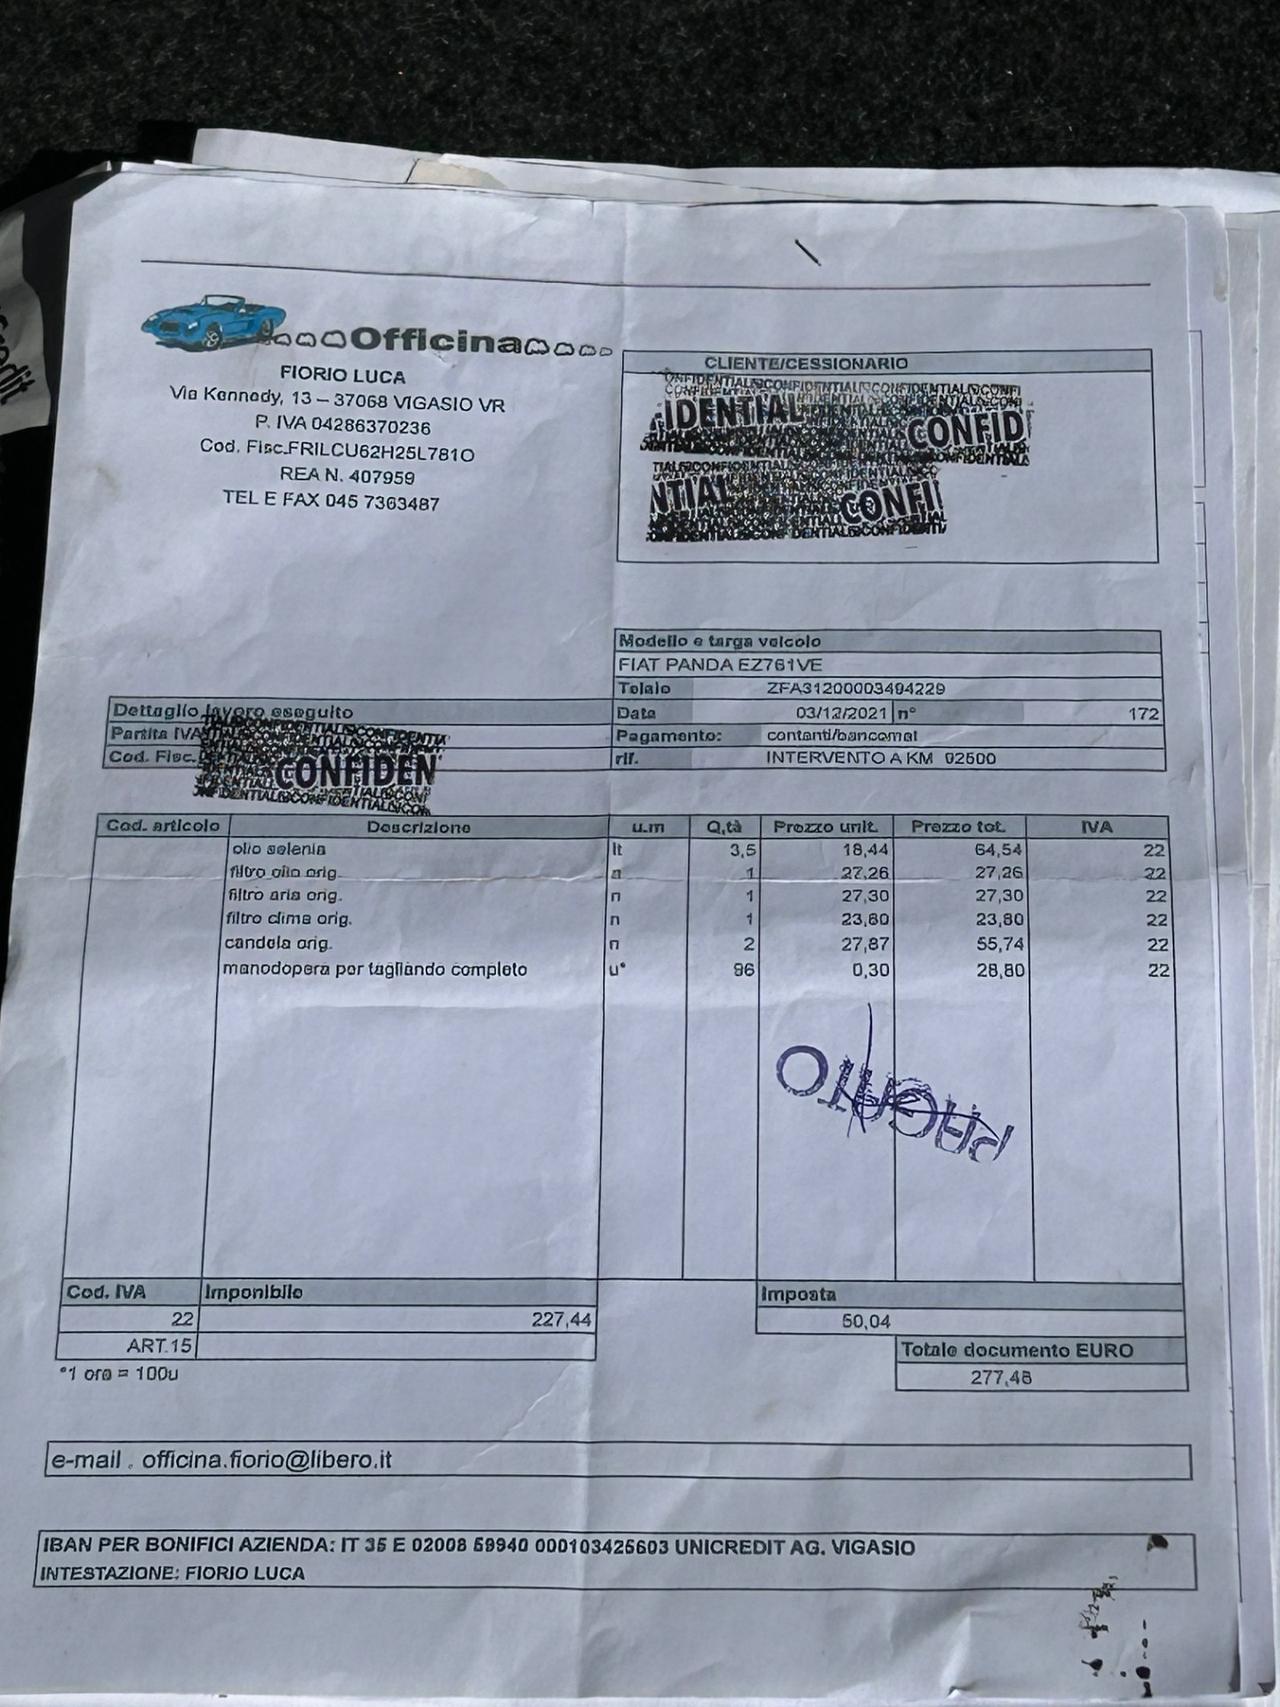 Officina
FIORIO LUCA
Via Kennedy, 13 – 37068 VIGASIO VR
P. IVA 04286370236
Cod. Fisc.FRILCU62H25L781O
REA N. 407959
TEL E FAX 045 7363487
CLIENTE/CESSIONARIO
IDENTIAL CONFID
NTIAL CONFI
Modello e targa veicolo
FIAT PANDA EZ761VE
Telaio ZFA31200003494229
Dettaglio lavoro eseguito
Data 03/12/2021 n° 172
Partita IVA
Pagamento: contanti/bancomat
Cod. Fisc. CONFIDEN
rif. INTERVENTO A KM 92500
Cod. articolo Descrizione u.m Q.tà Prezzo unit. Prezzo tot. IVA
olio selenia lt 3,5 18,44 64,54 22
filtro olio orig. n 1 27,26 27,26 22
filtro aria orig. n 1 27,30 27,30 22
filtro clima orig. n 1 23,80 23,80 22
candela orig. n 2 27,87 55,74 22
manodopera per tagliando completo u° 96 0,30 28,80 22
PAGATO
Cod. IVA Imponibile Imposta
22 227,44 50,04
ART.15
Totale documento EURO
277,48
°1 ora = 100u
e-mail . officina.fiorio@libero.it
IBAN PER BONIFICI AZIENDA: IT 35 E 02008 59940 000103425603 UNICREDIT AG. VIGASIO
INTESTAZIONE: FIORIO LUCA